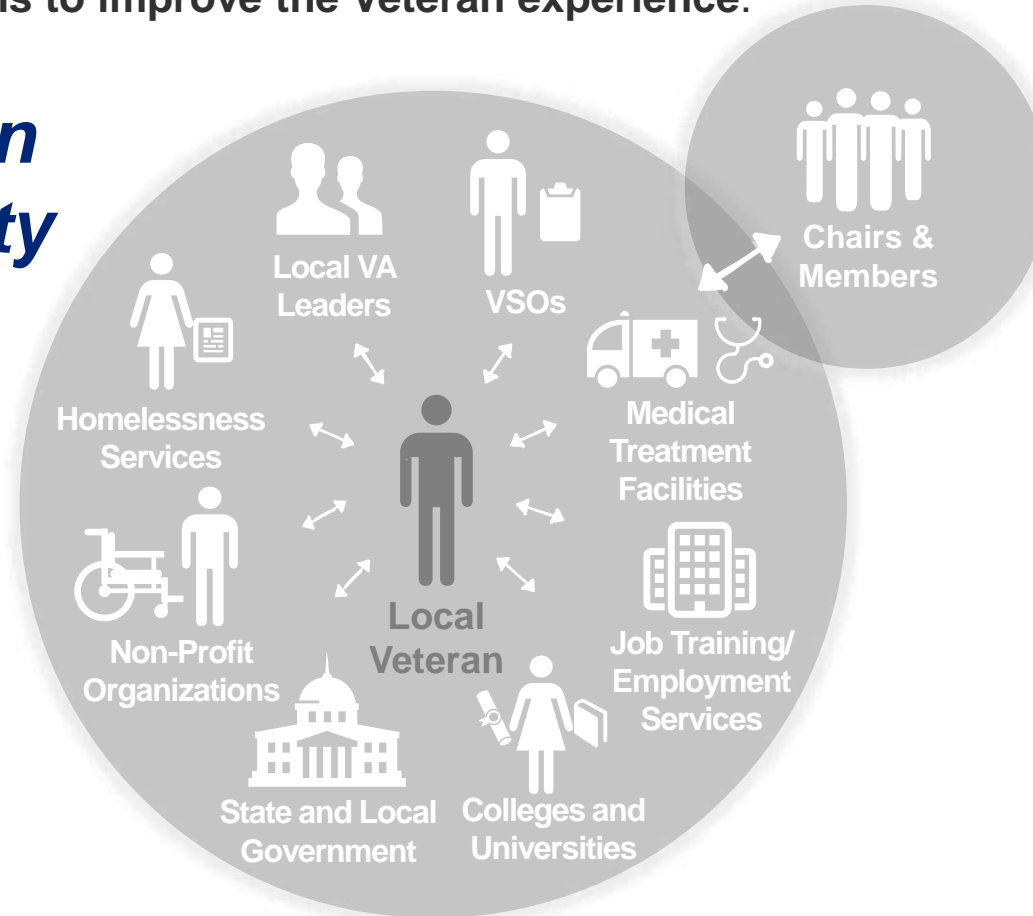 is to improve the Veteran experience.
n
ty
Chairs &
Members
Local VA
Leaders
VSOs
Homelessness
Services
Medical
Treatment
Facilities
Local
Veteran
Non-Profit
Organizations
Job Training/
Employment
Services
State and Local
Government
Colleges and
Universities